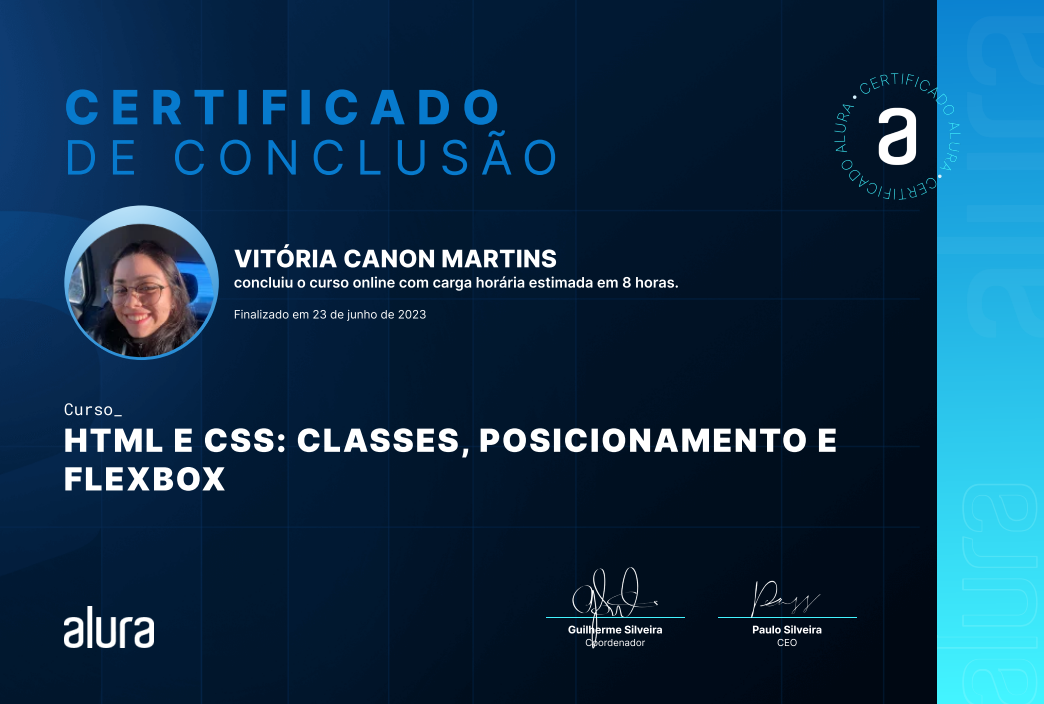 CERTIFICADO
DE CONCLUSÃO
• CERTIFICADO ALURA • CERTIFICADO ALURA
a
VITÓRIA CANON MARTINS
concluiu o curso online com carga horária estimada em 8 horas.
Finalizado em 23 de junho de 2023
Curso_
HTML E CSS: CLASSES, POSICIONAMENTO E
FLEXBOX
alura
Guilherme Silveira
Coordenador
Paulo Silveira
CEO
alura
alura
alura